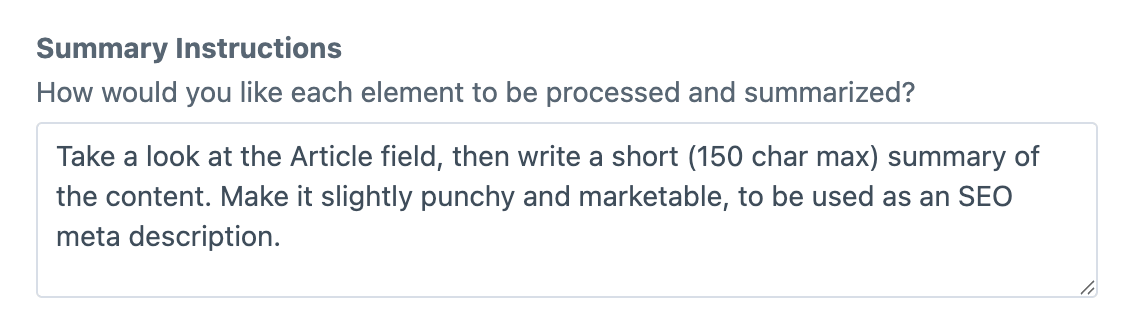 Summary Instructions
How would you like each element to be processed and summarized?
Take a look at the Article field, then write a short (150 char max) summary of
the content. Make it slightly punchy and marketable, to be used as an SEO
meta description.